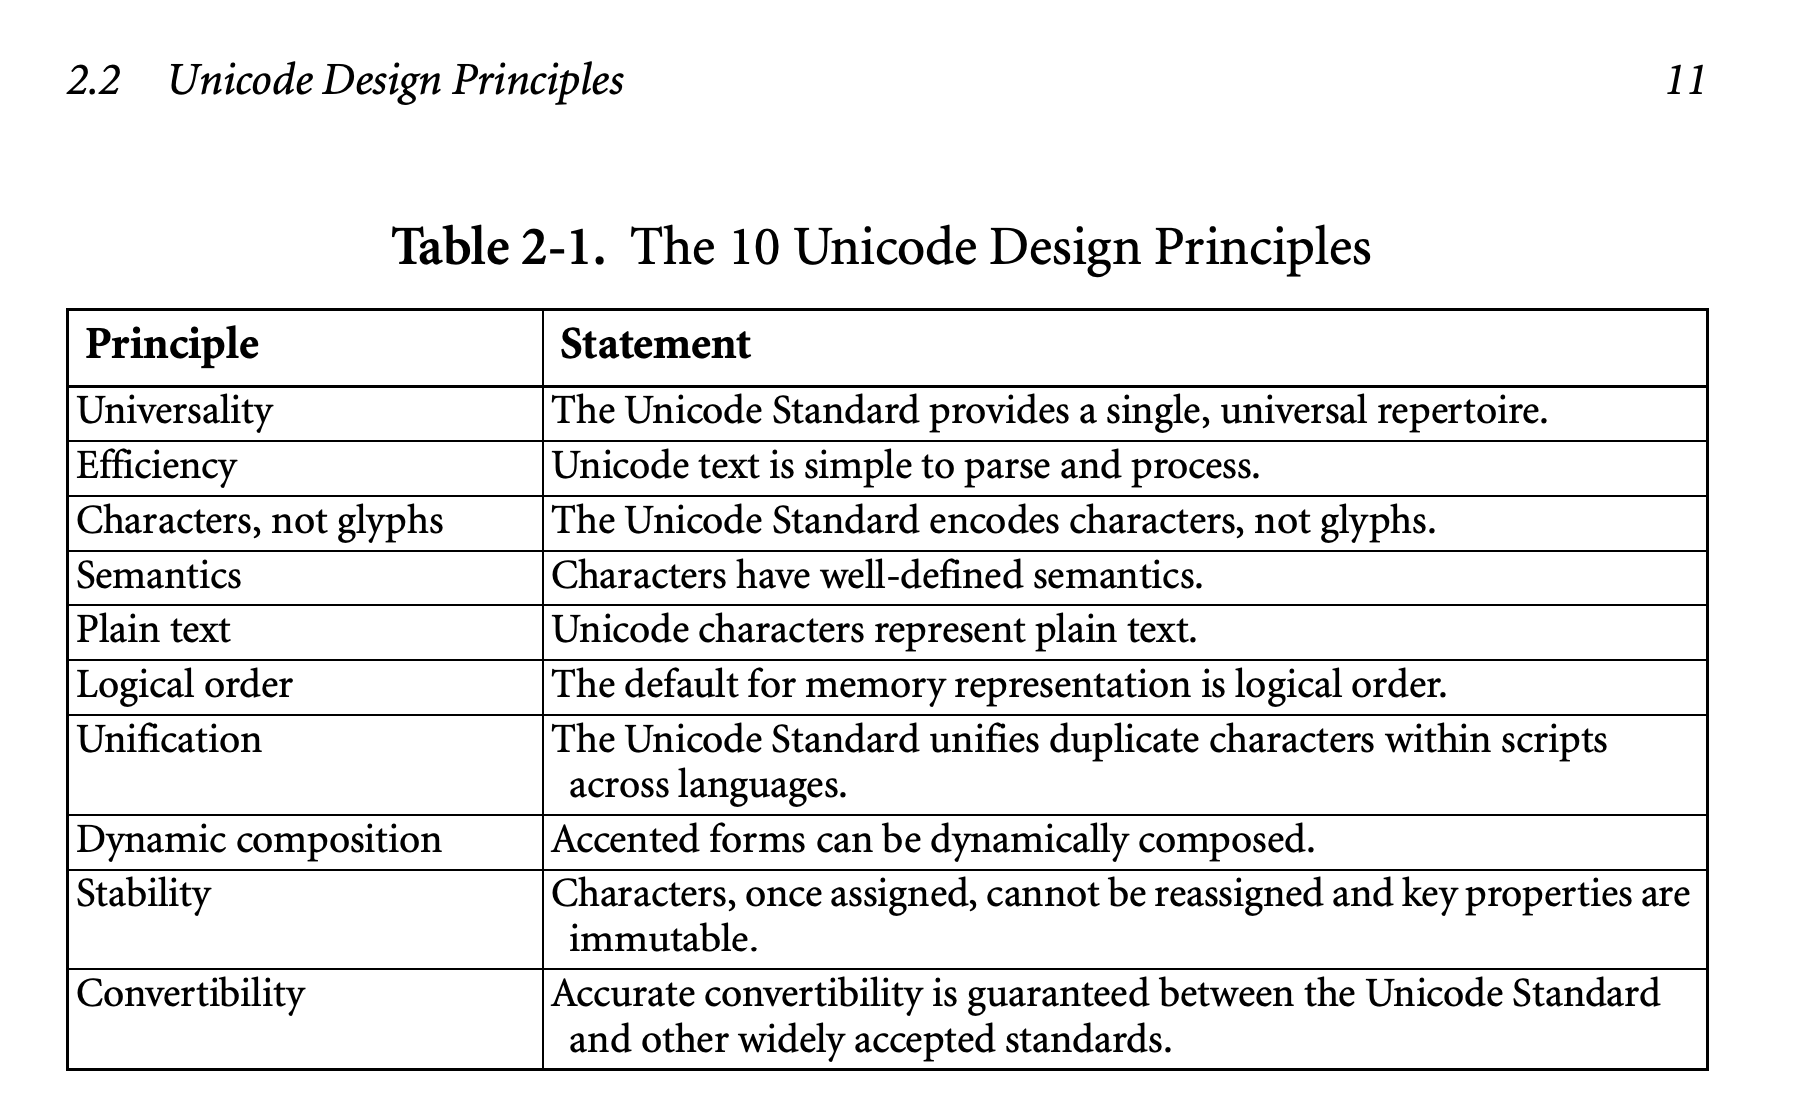 2.2 Unicode Design Principles 11
Table 2-1. The 10 Unicode Design Principles
Principle Statement
Universality The Unicode Standard provides a single, universal repertoire.
Efficiency Unicode text is simple to parse and process.
Characters, not glyphs The Unicode Standard encodes characters, not glyphs.
Semantics Characters have well-defined semantics.
Plain text Unicode characters represent plain text.
Logical order The default for memory representation is logical order.
Unification The Unicode Standard unifies duplicate characters within scripts
across languages.
Dynamic composition Accented forms can be dynamically composed.
Stability Characters, once assigned, cannot be reassigned and key properties are
immutable.
Convertibility Accurate convertibility is guaranteed between the Unicode Standard
and other widely accepted standards.